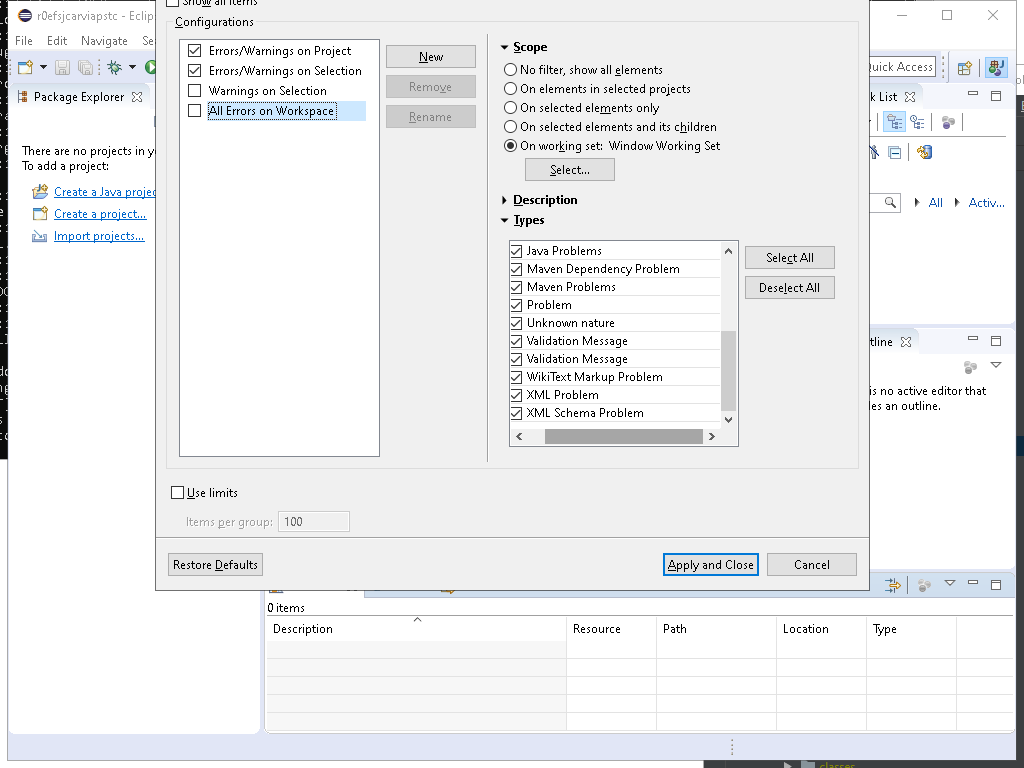 Show all items
r0efsjcarviapstc - Eclip
File Edit Navigate Se
Quick Access
Package Explorer
k List
There are no projects in y
To add a project:
Create a Java projec
Create a project...
Import projects...
Configurations
Errors/Warnings on Project
Errors/Warnings on Selection
Warnings on Selection
All Errors on Workspace
New
Remove
Rename
Scope
No filter, show all elements
On elements in selected projects
On selected elements only
On selected elements and its children
On working set: Window Working Set
Select...
Description
Types
Java Problems
Maven Dependency Problem
Maven Problems
Problem
Unknown nature
Validation Message
Validation Message
WikiText Markup Problem
XML Problem
XML Schema Problem
Select All
Deselect All
All Activ...
tline
is no active editor that
les an outline.
Use limits
Items per group: 100
Restore Defaults
Apply and Close
Cancel
0 items
Description Resource Path Location Type
classes